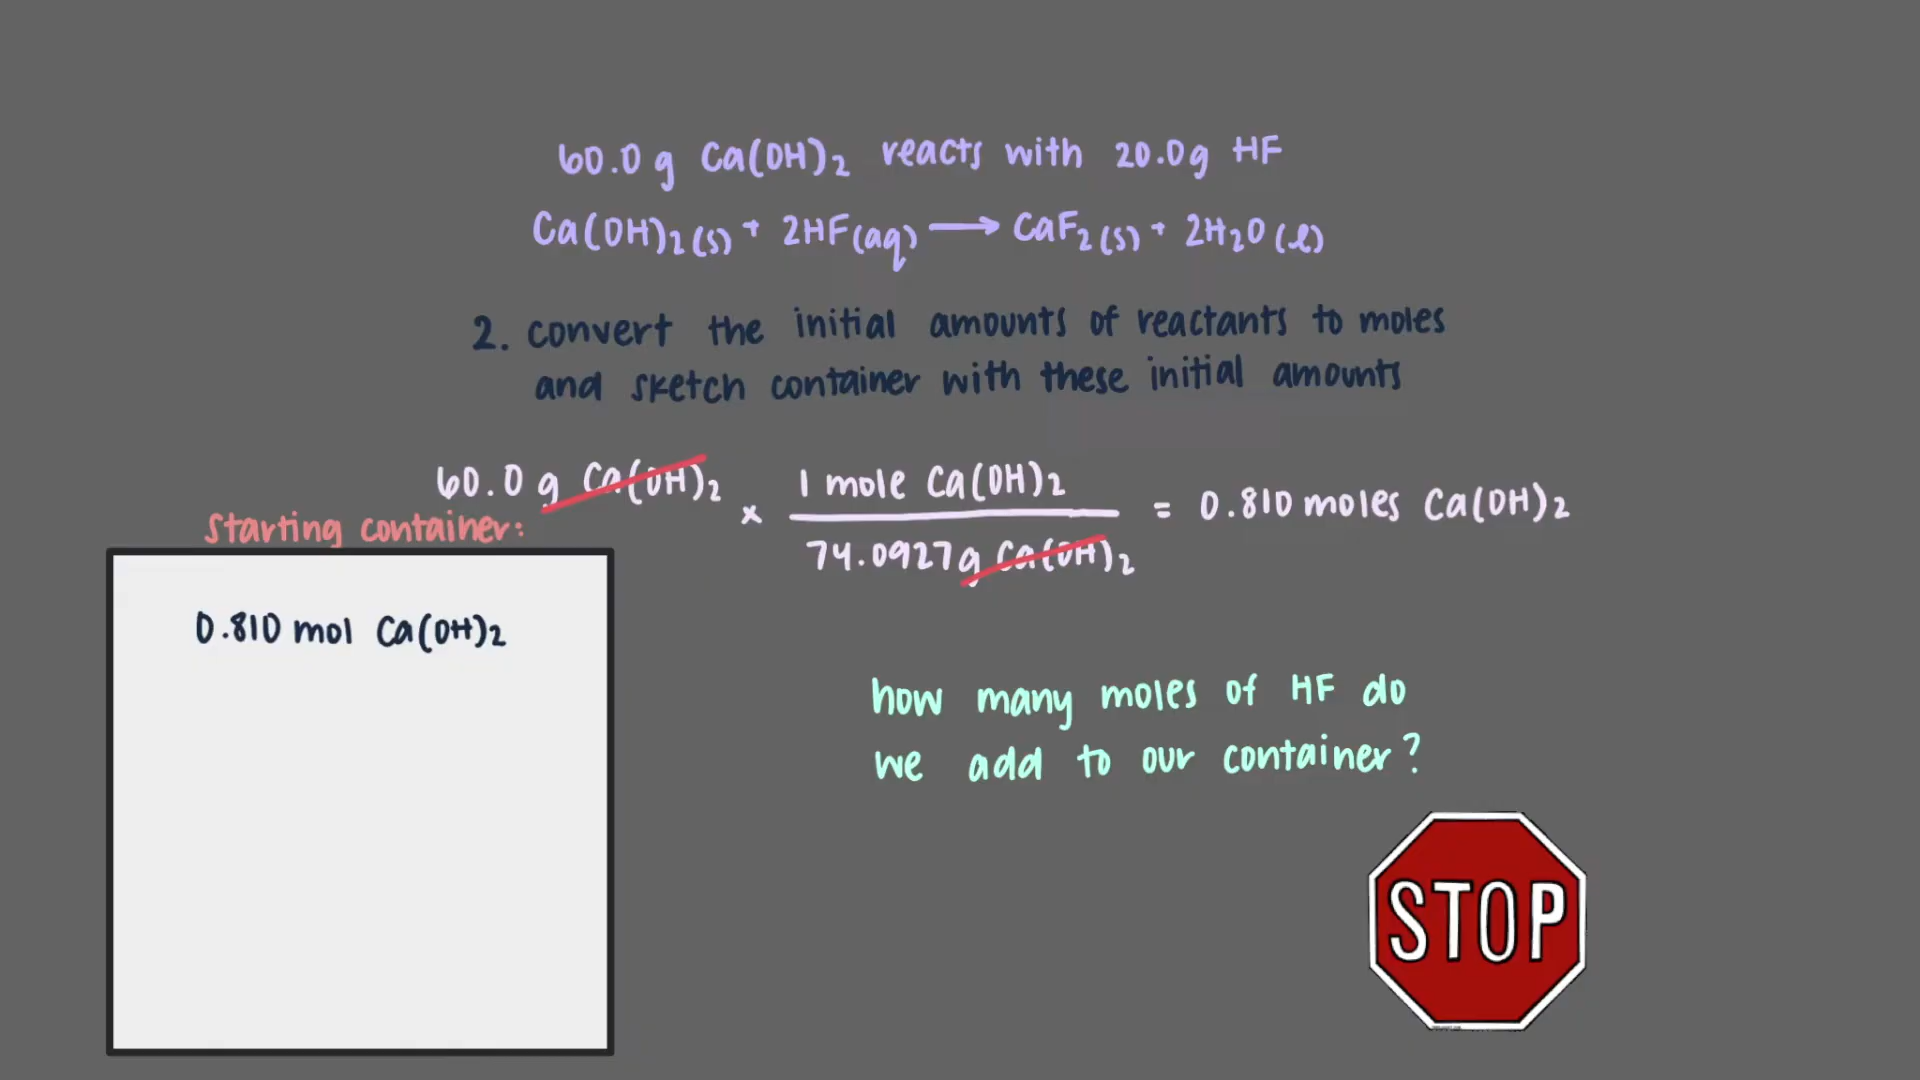 60.0 g Ca(OH)₂ reacts with 20.0g HF
Ca(OH)₂(s) + 2HF(aq) ⟶ CaF₂(s) + 2H₂O(l)
2. convert the initial amounts of reactants to moles
and sketch container with these initial amounts
60.0 g Ca(OH)₂ × 1 mole Ca(OH)₂ = 0.810 moles Ca(OH)₂
74.0927g Ca(OH)₂
Starting container:
0.810 mol Ca(OH)₂
how many moles of HF do
we add to our container?
STOP